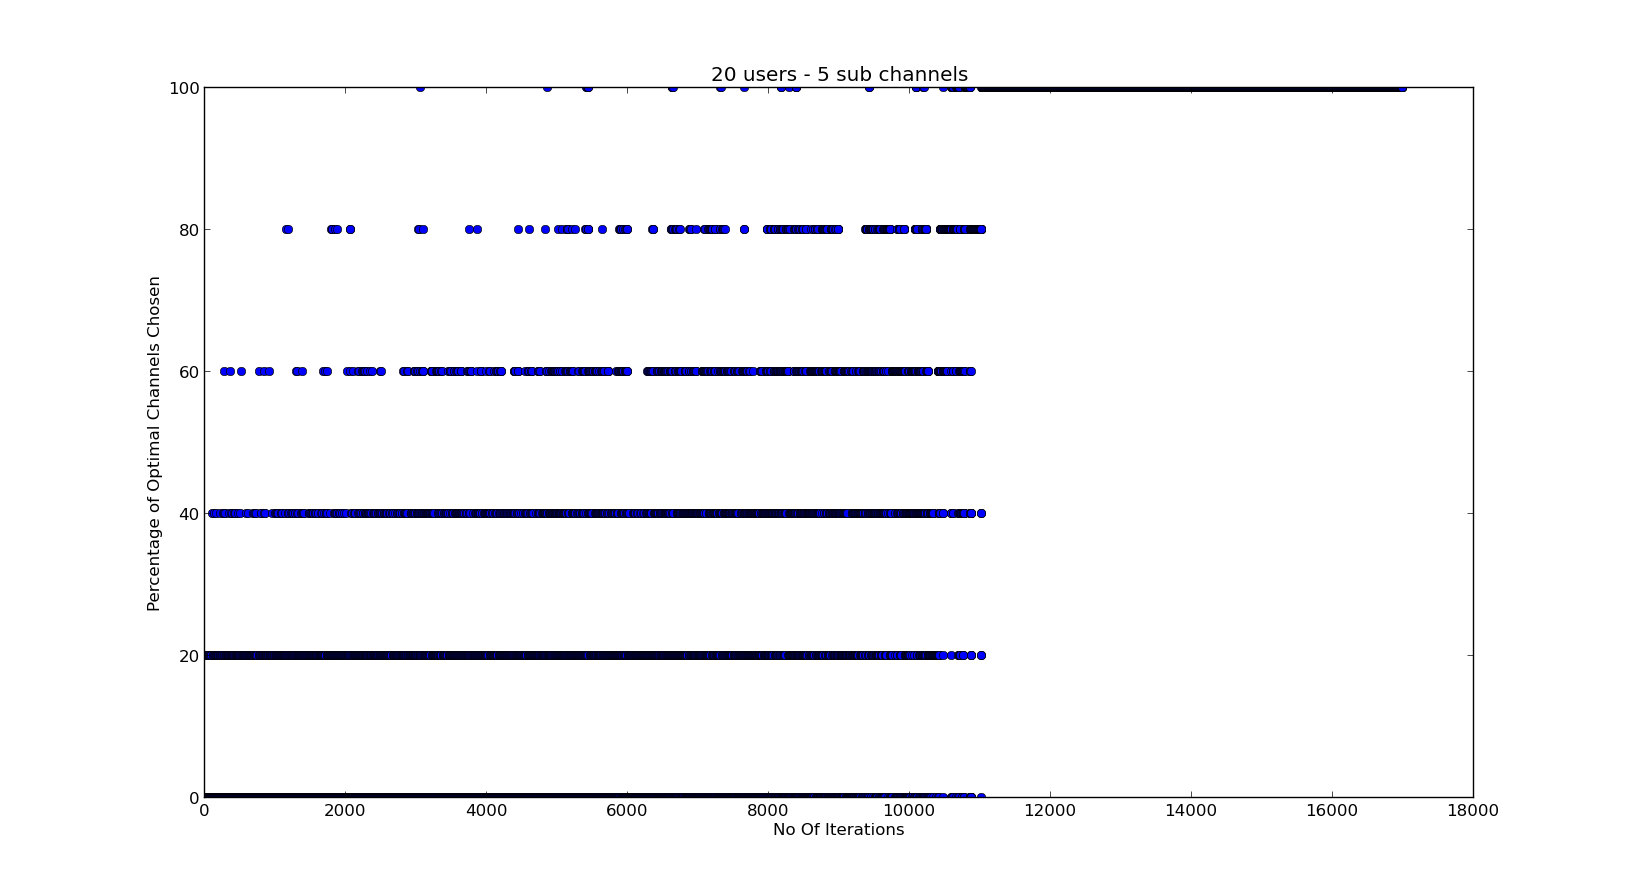 20 users - 5 sub channels
100
80
60
40
20
0
Percentage of Optimal Channels Chosen
0 2000 4000 6000 8000 10000 12000 14000 16000 18000
No Of Iterations